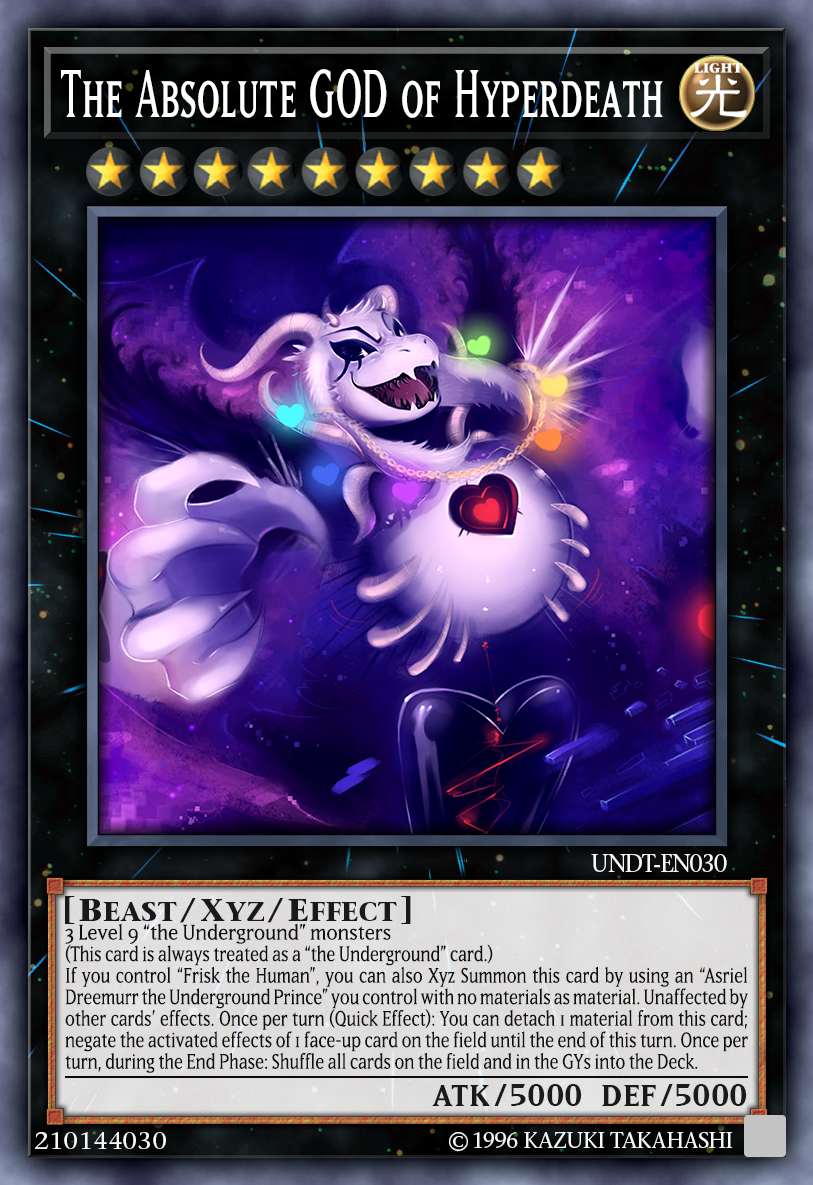 The Absolute GOD of Hyperdeath
LIGHT
光
UNDT-EN030
[Beast/Xyz/Effect]
3 Level 9 “the Underground” monsters
(This card is always treated as a “the Underground” card.)
If you control “Frisk the Human”, you can also Xyz Summon this card by using an “Asriel
Dreemurr the Underground Prince” you control with no materials as material. Unaffected by
other cards’ effects. Once per turn (Quick Effect): You can detach 1 material from this card;
negate the activated effects of 1 face-up card on the field until the end of this turn. Once per
turn, during the End Phase: Shuffle all cards on the field and in the GYs into the Deck.
ATK/5000 DEF/5000
210144030
© 1996 KAZUKI TAKAHASHI